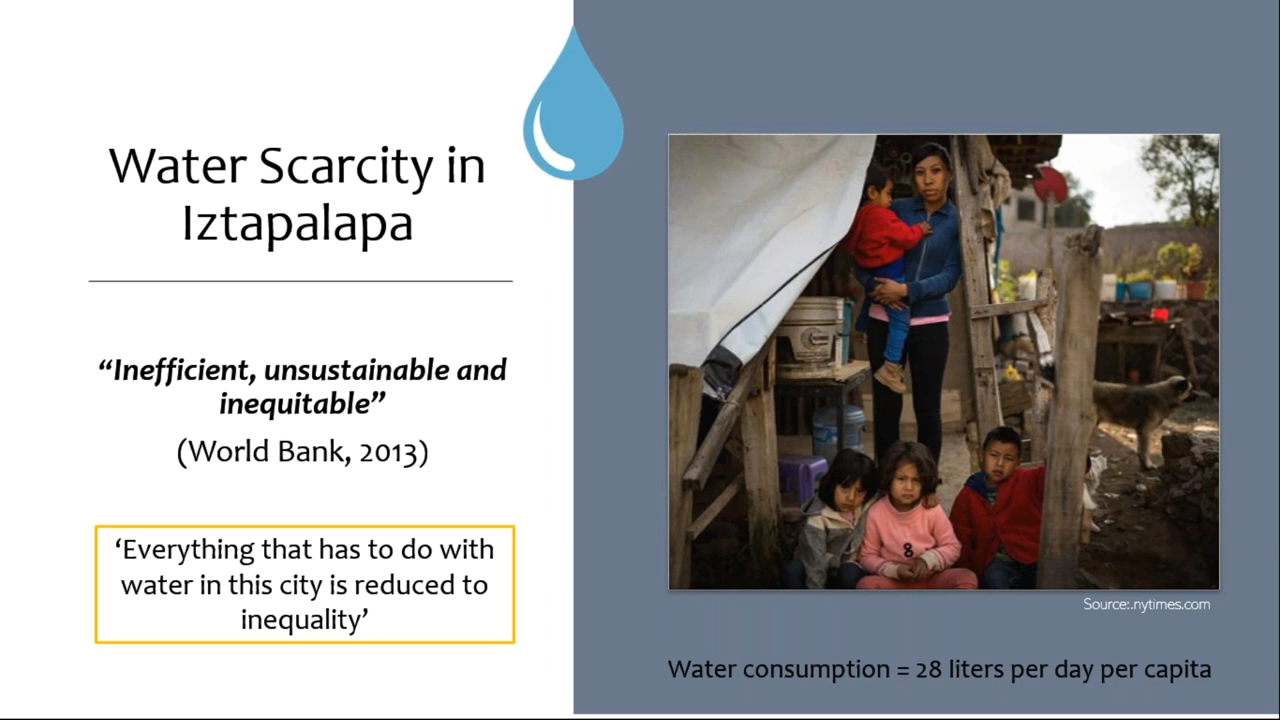 Water Scarcity in
Iztapalapa
“Inefficient, unsustainable and
inequitable”
(World Bank, 2013)
‘Everything that has to do with
water in this city is reduced to
inequality’
8
Source:.nytimes.com
Water consumption = 28 liters per day per capita